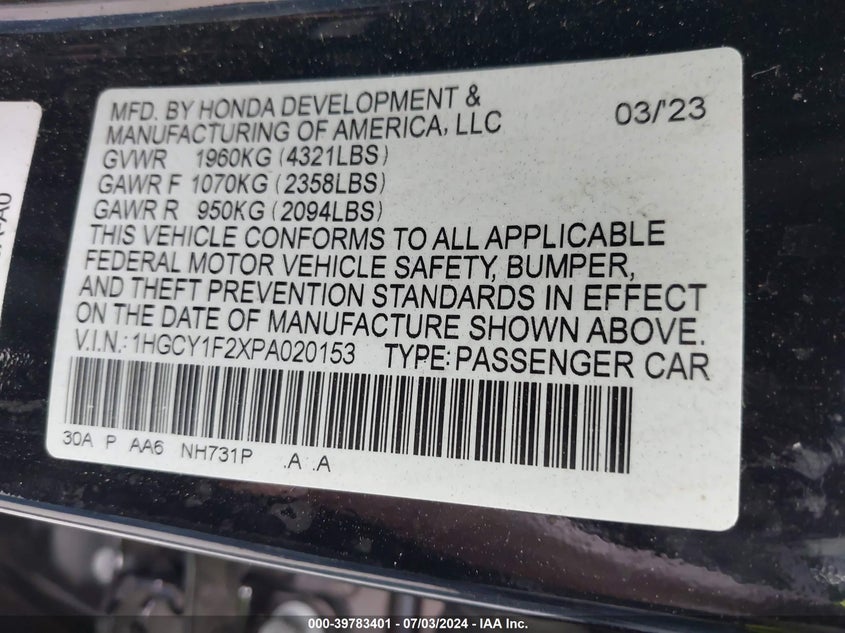 MFD. BY HONDA DEVELOPMENT &
MANUFACTURING OF AMERICA, LLC
03/'23
GVWR 1960KG (4321LBS)
GAWR F 1070KG (2358LBS)
GAWR R 950KG (2094LBS)
THIS VEHICLE CONFORMS TO ALL APPLICABLE
FEDERAL MOTOR VEHICLE SAFETY, BUMPER,
AND THEFT PREVENTION STANDARDS IN EFFECT
ON THE DATE OF MANUFACTURE SHOWN ABOVE.
V.I.N.: 1HGCY1F2XPA020153 TYPE: PASSENGER CAR
30A P AA6 NH731P .A .A
000-39783401 - 07/03/2024 - IAA Inc.